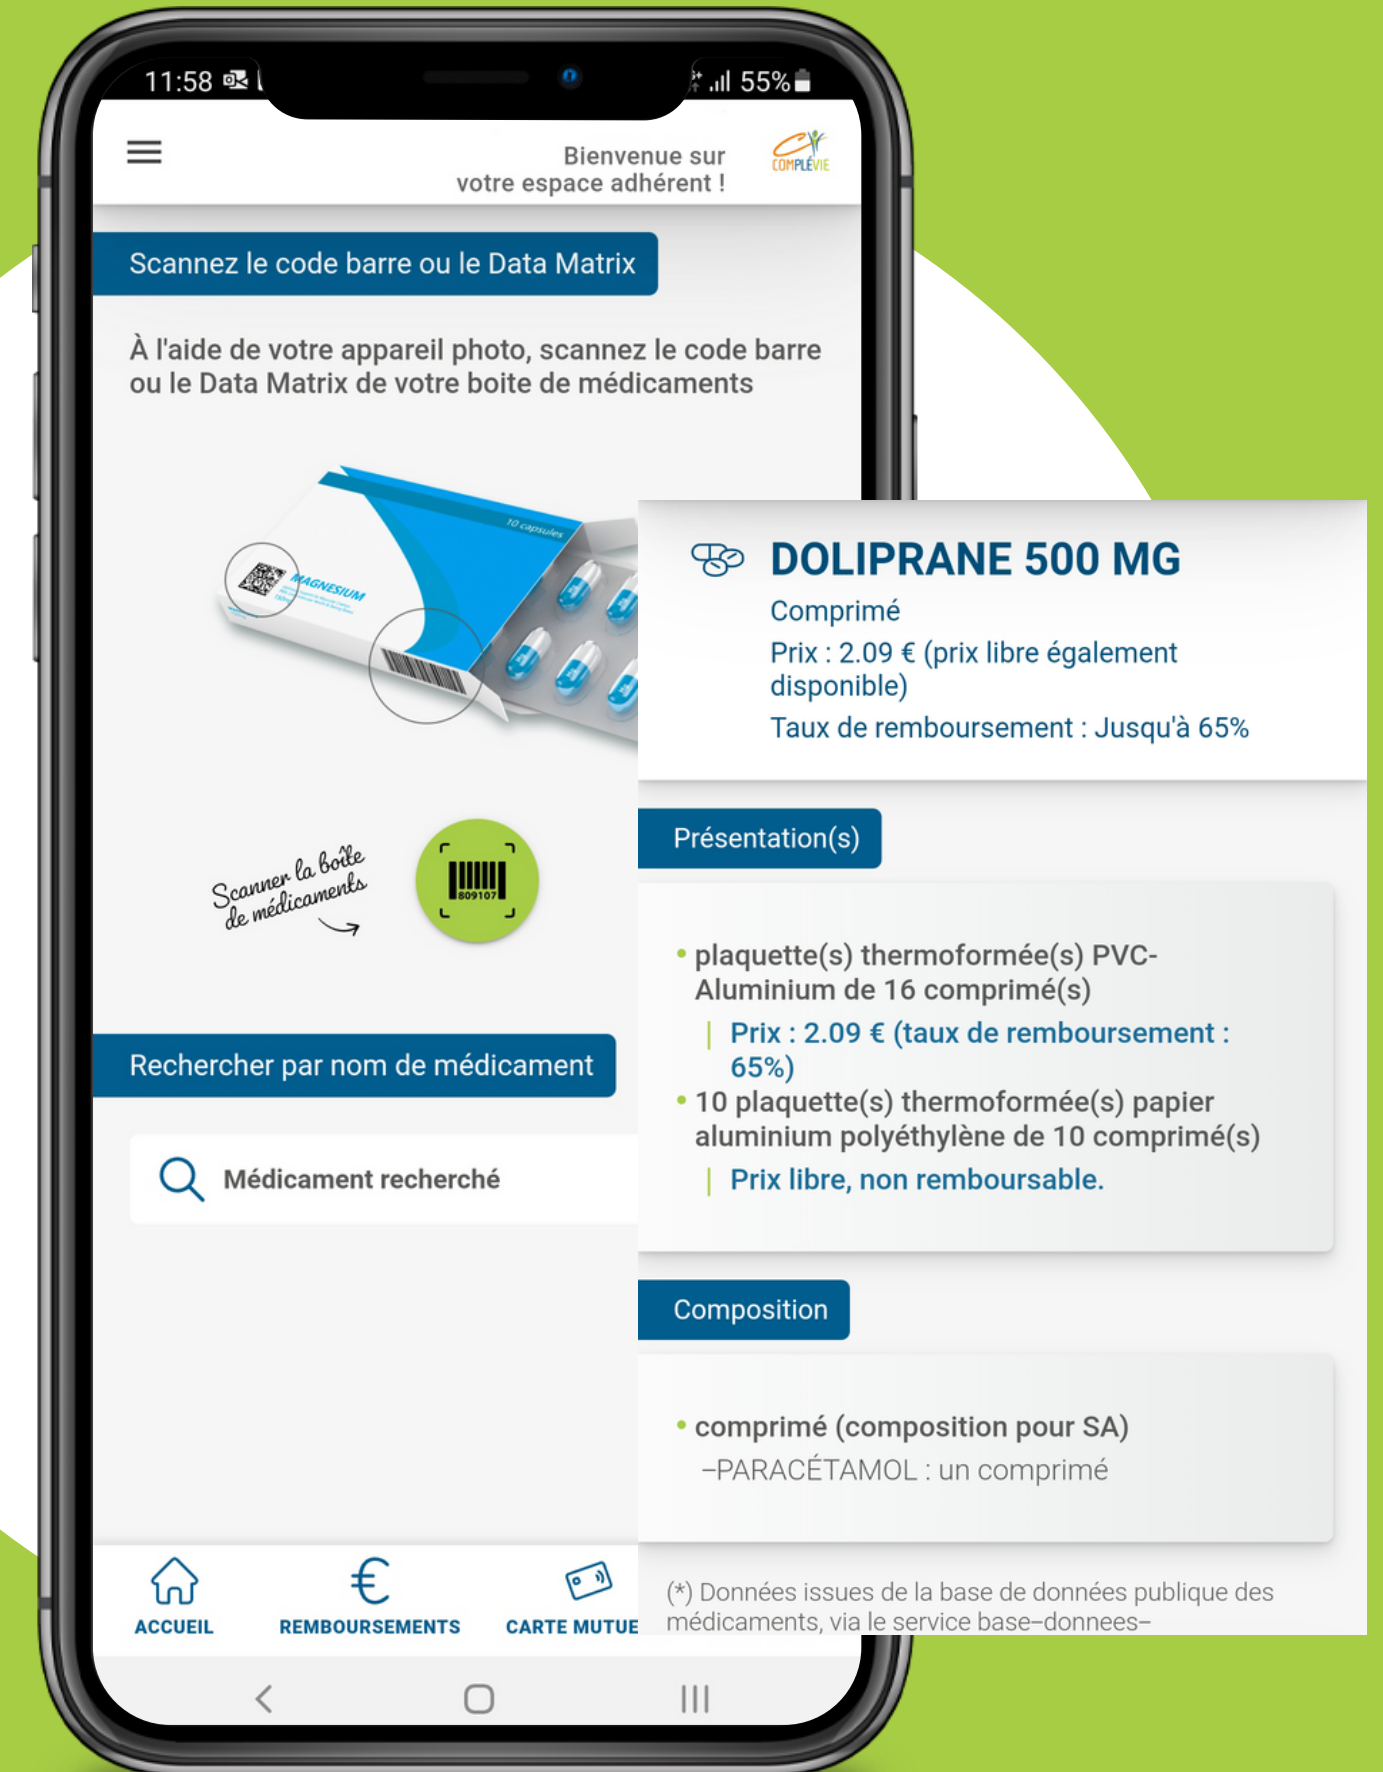 11:58
55%
Bienvenue sur
votre espace adhérent !
COMPLÉVIE
Scannez le code barre ou le Data Matrix
À l'aide de votre appareil photo, scannez le code barre
ou le Data Matrix de votre boite de médicaments
10 capsules
MAGNESIUM
Scanner la boîte
de médicaments
809107
Rechercher par nom de médicament
Médicament recherché
ACCUEIL
REMBOURSEMENTS
CARTE MUTUE
DOLIPRANE 500 MG
Comprimé
Prix : 2.09 € (prix libre également
disponible)
Taux de remboursement : Jusqu'à 65%
Présentation(s)
• plaquette(s) thermoformée(s) PVC-
Aluminium de 16 comprimé(s)
| Prix : 2.09 € (taux de remboursement :
65%)
• 10 plaquette(s) thermoformée(s) papier
aluminium polyéthylène de 10 comprimé(s)
| Prix libre, non remboursable.
Composition
• comprimé (composition pour SA)
–PARACÉTAMOL : un comprimé
(*) Données issues de la base de données publique des
médicaments, via le service base–donnees–